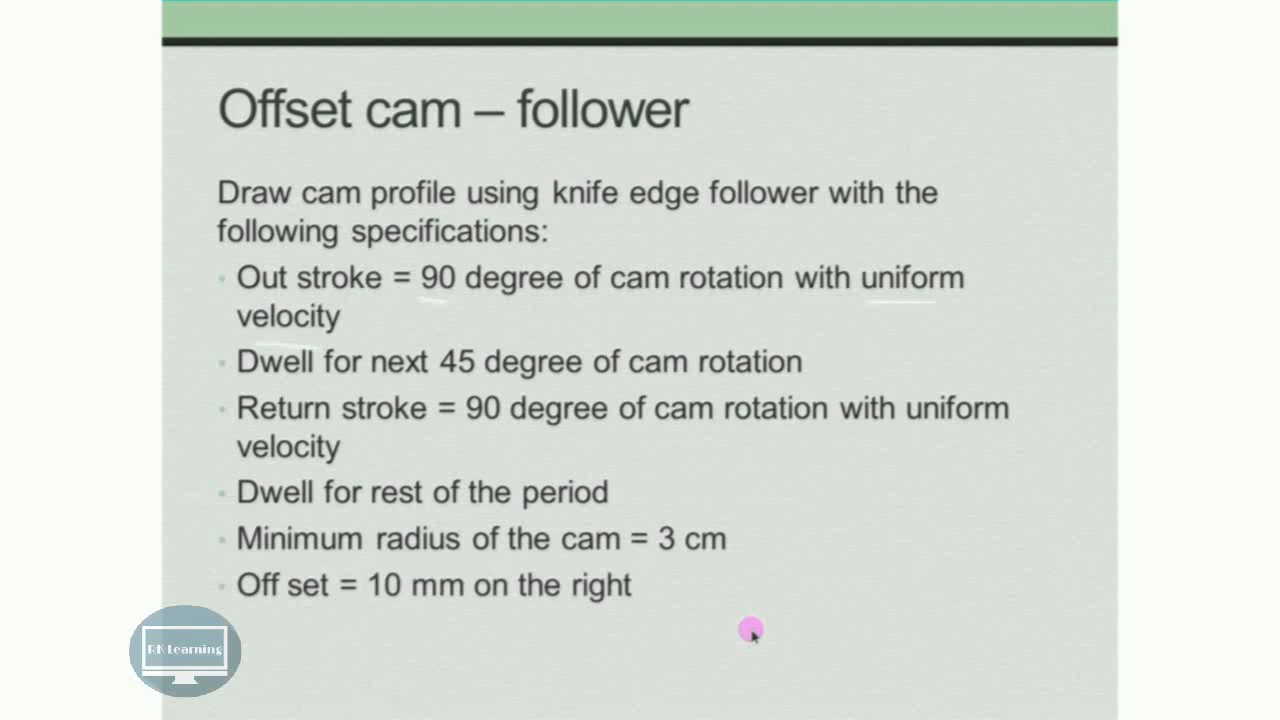 Offset cam – follower
Draw cam profile using knife edge follower with the
following specifications:
Out stroke = 90 degree of cam rotation with uniform
velocity
Dwell for next 45 degree of cam rotation
Return stroke = 90 degree of cam rotation with uniform
velocity
Dwell for rest of the period
Minimum radius of the cam = 3 cm
Off set = 10 mm on the right
RK Learning